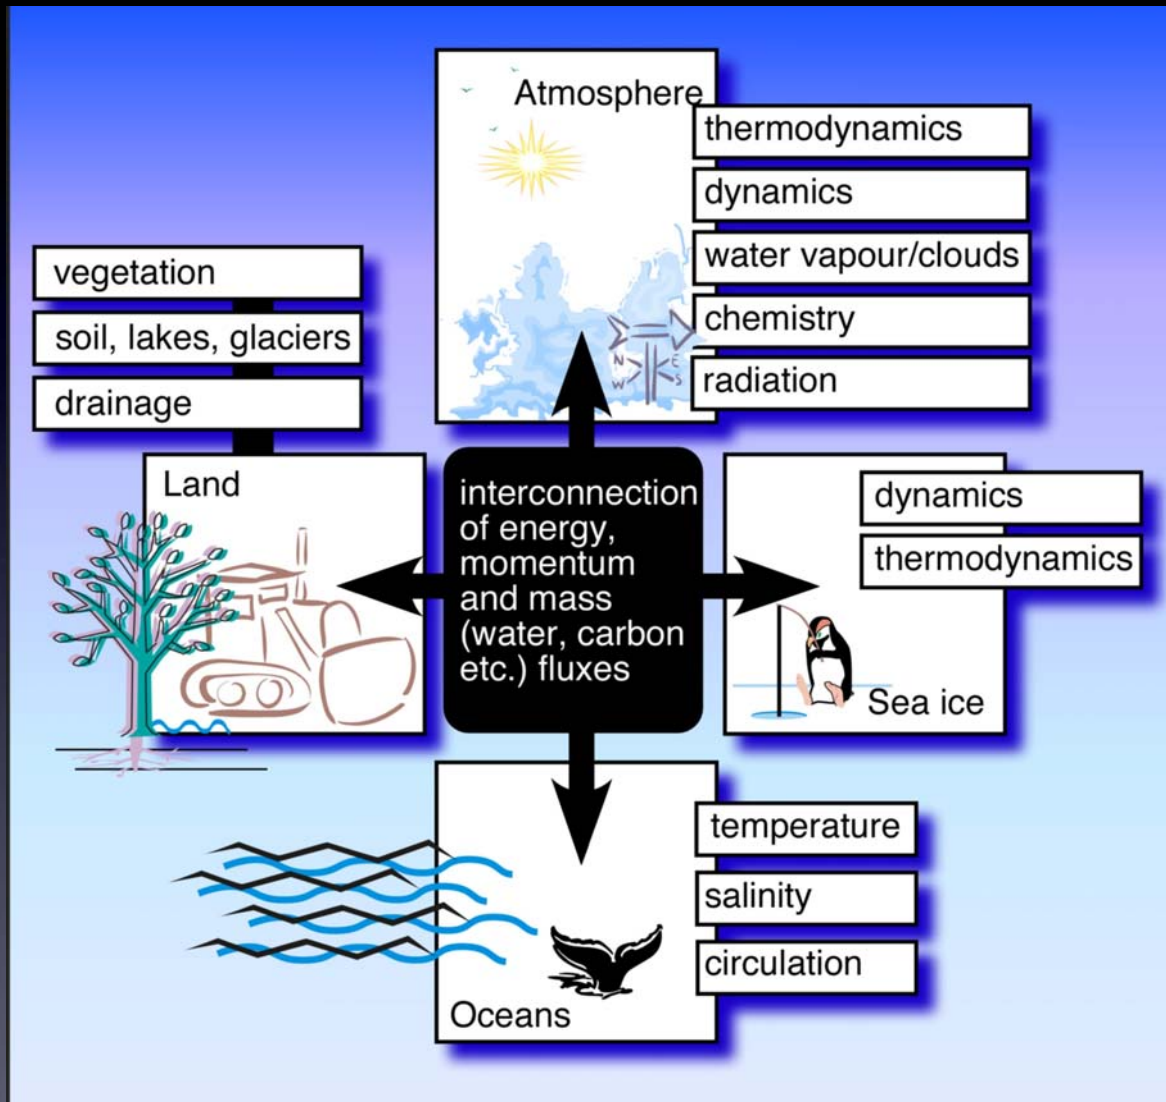 Atmosphere
thermodynamics
dynamics
water vapour/clouds
chemistry
radiation
N
E
W
S
vegetation
soil, lakes, glaciers
drainage
Land
interconnection
of energy,
momentum
and mass
(water, carbon
etc.) fluxes
dynamics
thermodynamics
Sea ice
temperature
salinity
circulation
Oceans